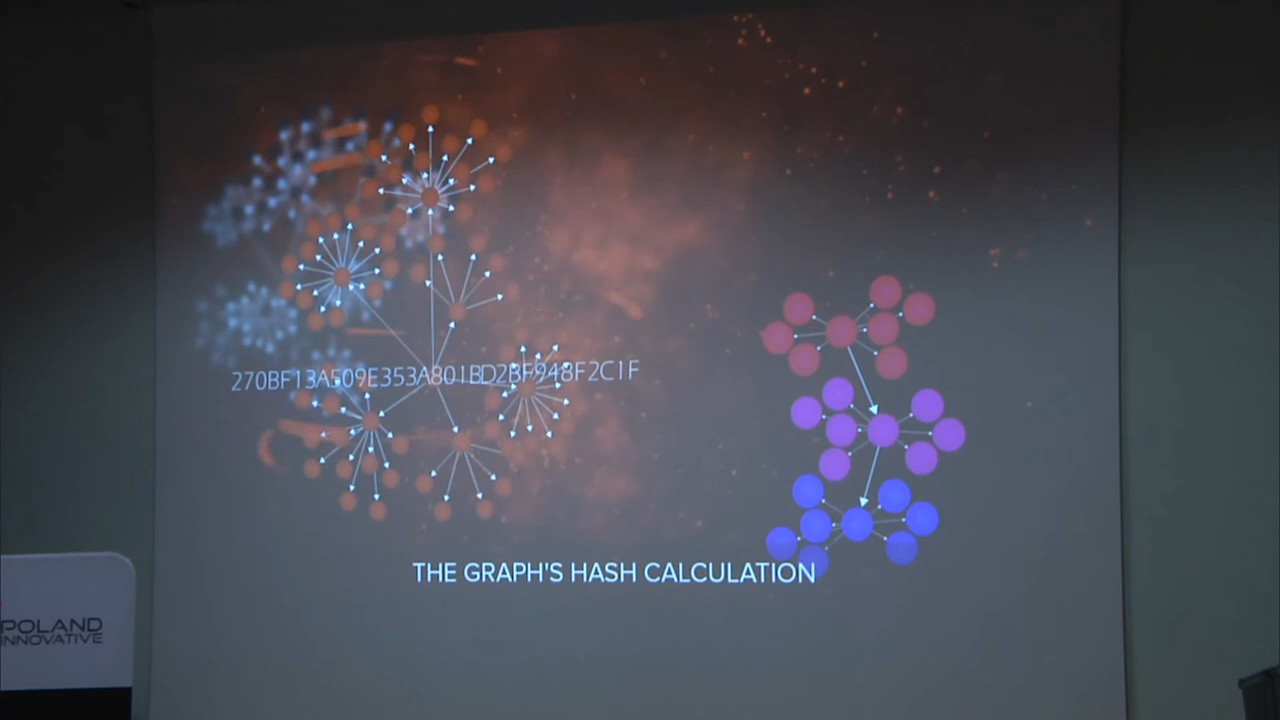 270BF13A509E353A801BD2BF948F2C1F
THE GRAPH'S HASH CALCULATION
POLAND
INNOVATIVE